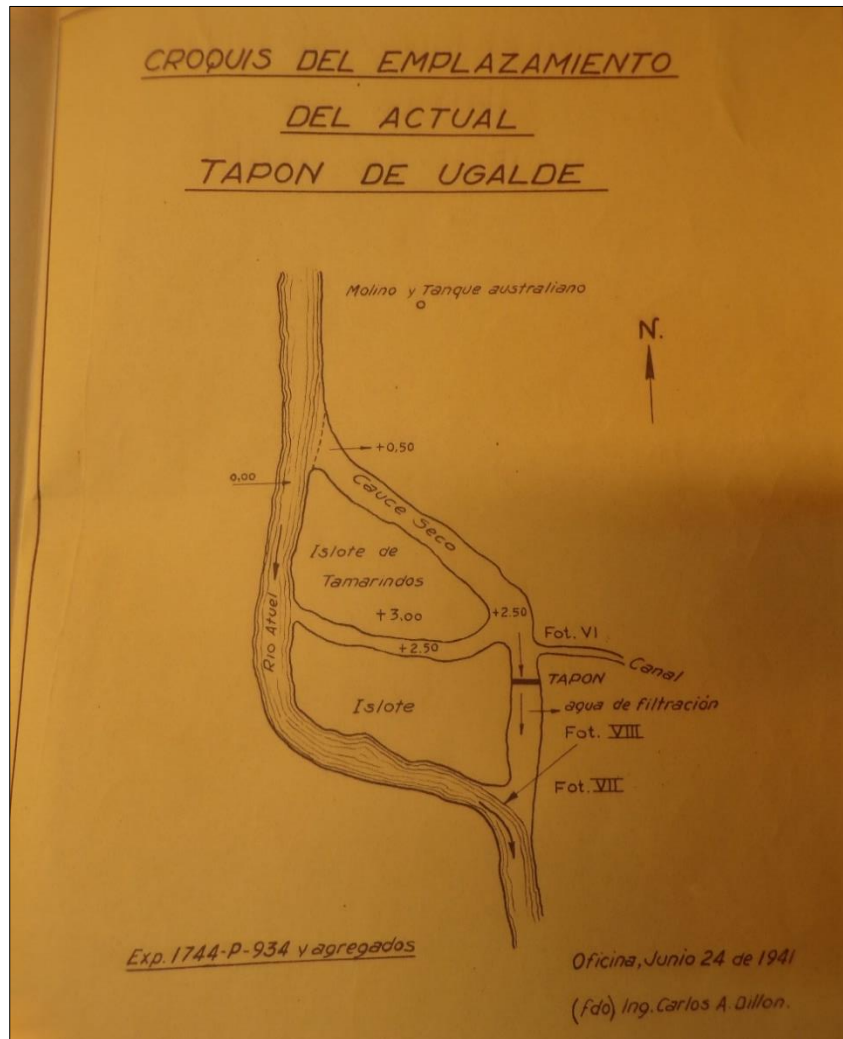 CROQUIS DEL EMPLAZAMIENTO
DEL ACTUAL
TAPON DE UGALDE
Molino y Tanque australiano
N.
+0,50
0,00
Cauce Seco
Islote de
Tamarindos
+3.00
+2.50
Rio Atuel
+2.50
Fot. VI
Canal
TAPON
Islote
agua de filtración
Fot. VIII
Fot. VII
Exp. 1744-P-934 y agregados
Oficina, Junio 24 de 1941
(fdo) Ing. Carlos A. Dillon.